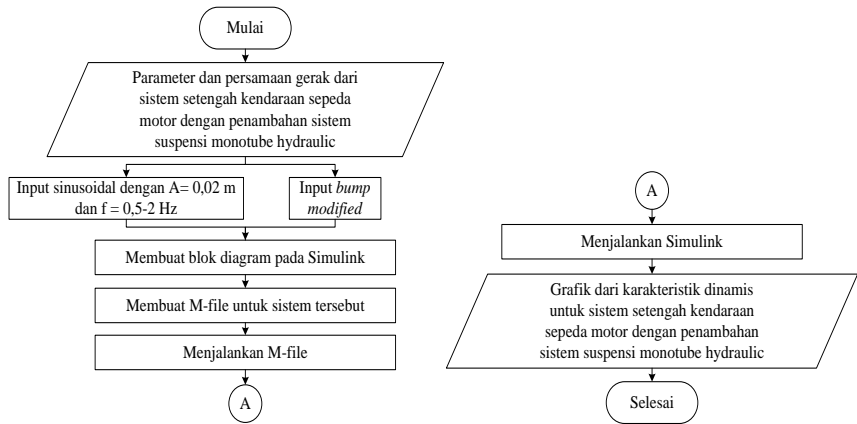 Mulai
Parameter dan persamaan gerak dari
sistem setengah kendaraan sepeda
motor dengan penambahan sistem
suspensi monotube hydraulic
Input sinusoidal dengan A= 0,02 m
dan f = 0,5-2 Hz
Input bump
modified
Membuat blok diagram pada Simulink
Membuat M-file untuk sistem tersebut
Menjalankan M-file
A
A
Menjalankan Simulink
Grafik dari karakteristik dinamis
untuk sistem setengah kendaraan
sepeda motor dengan penambahan
sistem suspensi monotube hydraulic
Selesai